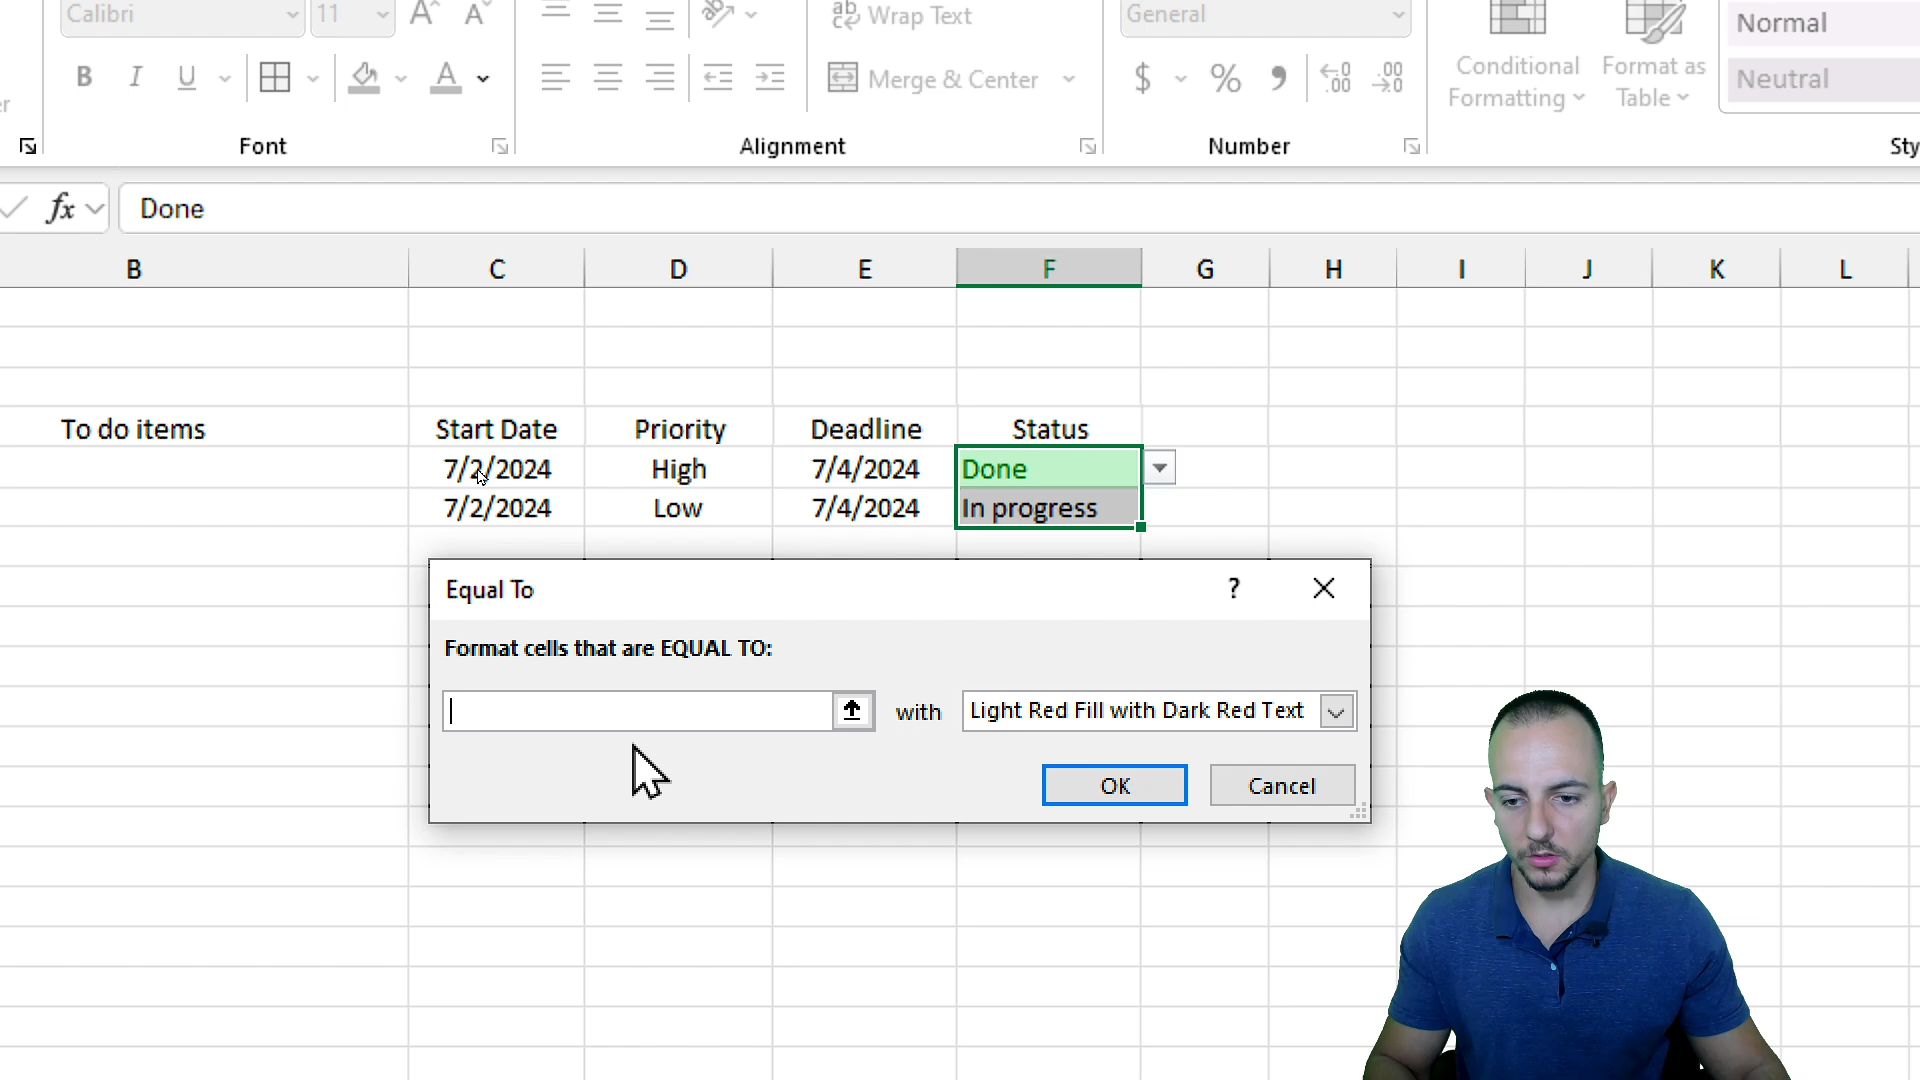 Calibri
11
A
A
ab
Wrap Text
General
Normal
B
I
U
A
Merge & Center
$
%
Conditional
Formatting
Format as
Table
Neutral
Font
Alignment
Number
Sty
fx
Done
B
C
D
E
F
G
H
I
J
K
L
To do items
Start Date
Priority
Deadline
Status
7/2/2024
High
7/4/2024
Done
7/2/2024
Low
7/4/2024
In progress
Equal To
?
Format cells that are EQUAL TO:
with
Light Red Fill with Dark Red Text
OK
Cancel